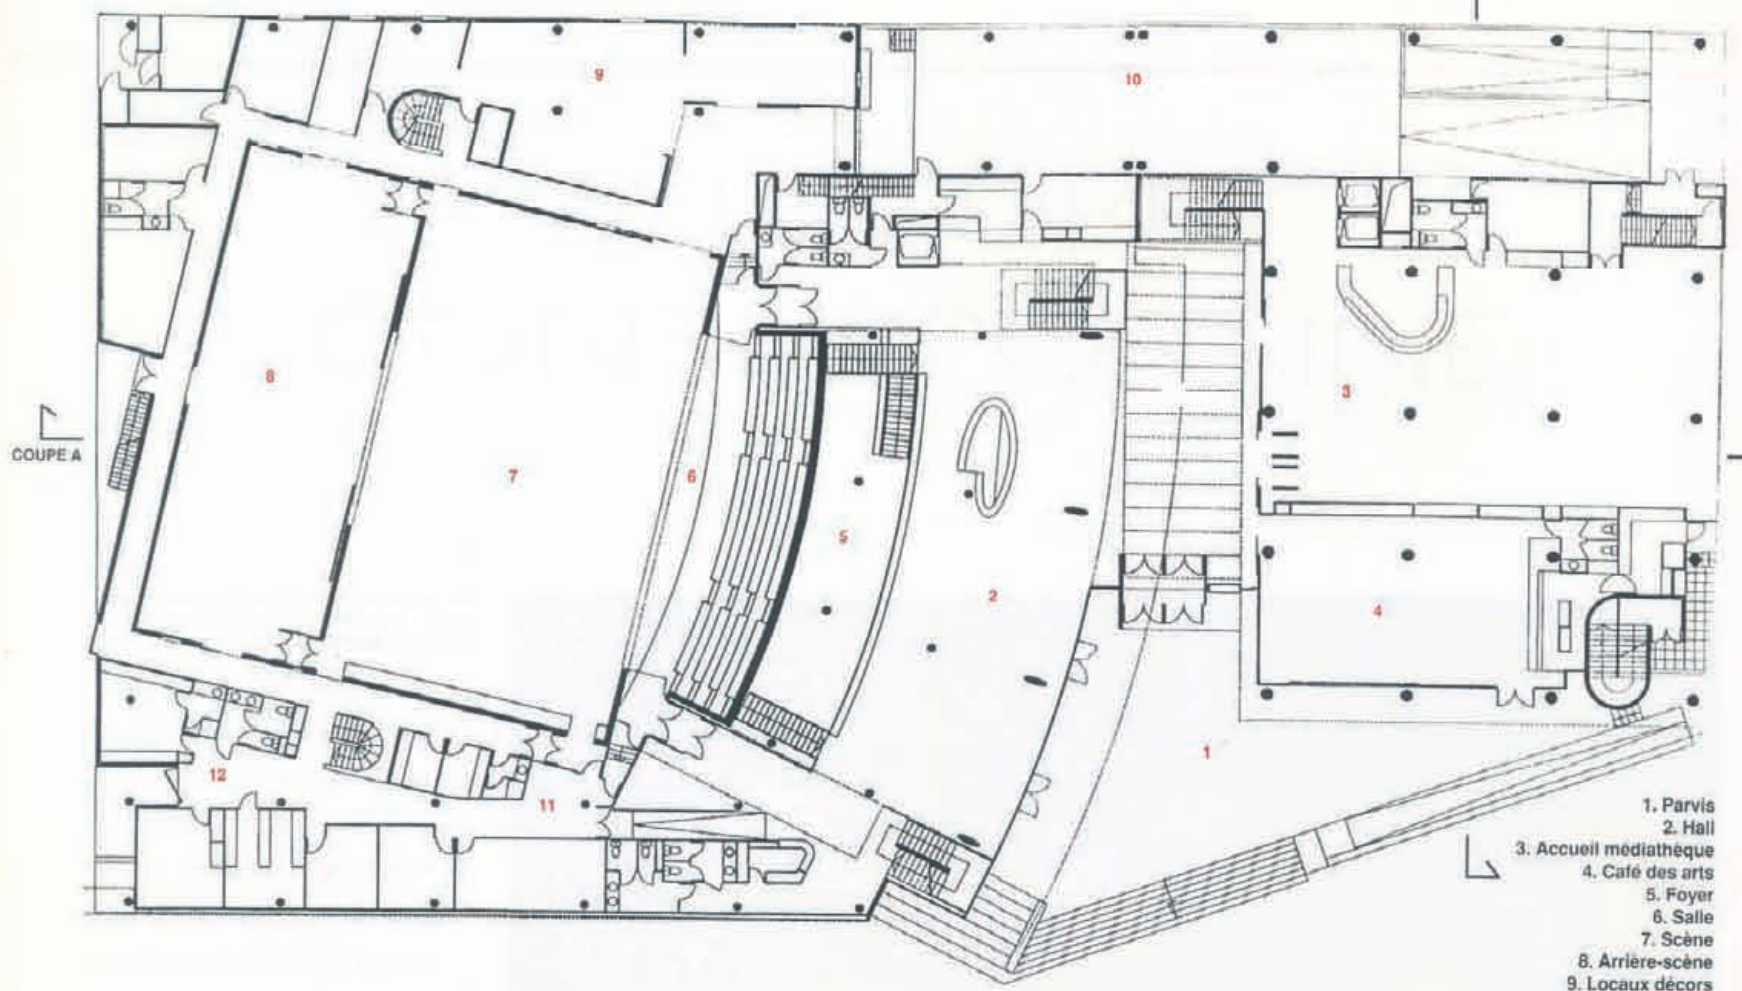 9
10
8
COUPE A
7
6
3
5
2
4
1
12
11
1. Parvis
2. Hall
3. Accueil médiathèque
4. Café des arts
5. Foyer
6. Salle
7. Scène
8. Arrière-scène
9. Locaux décors